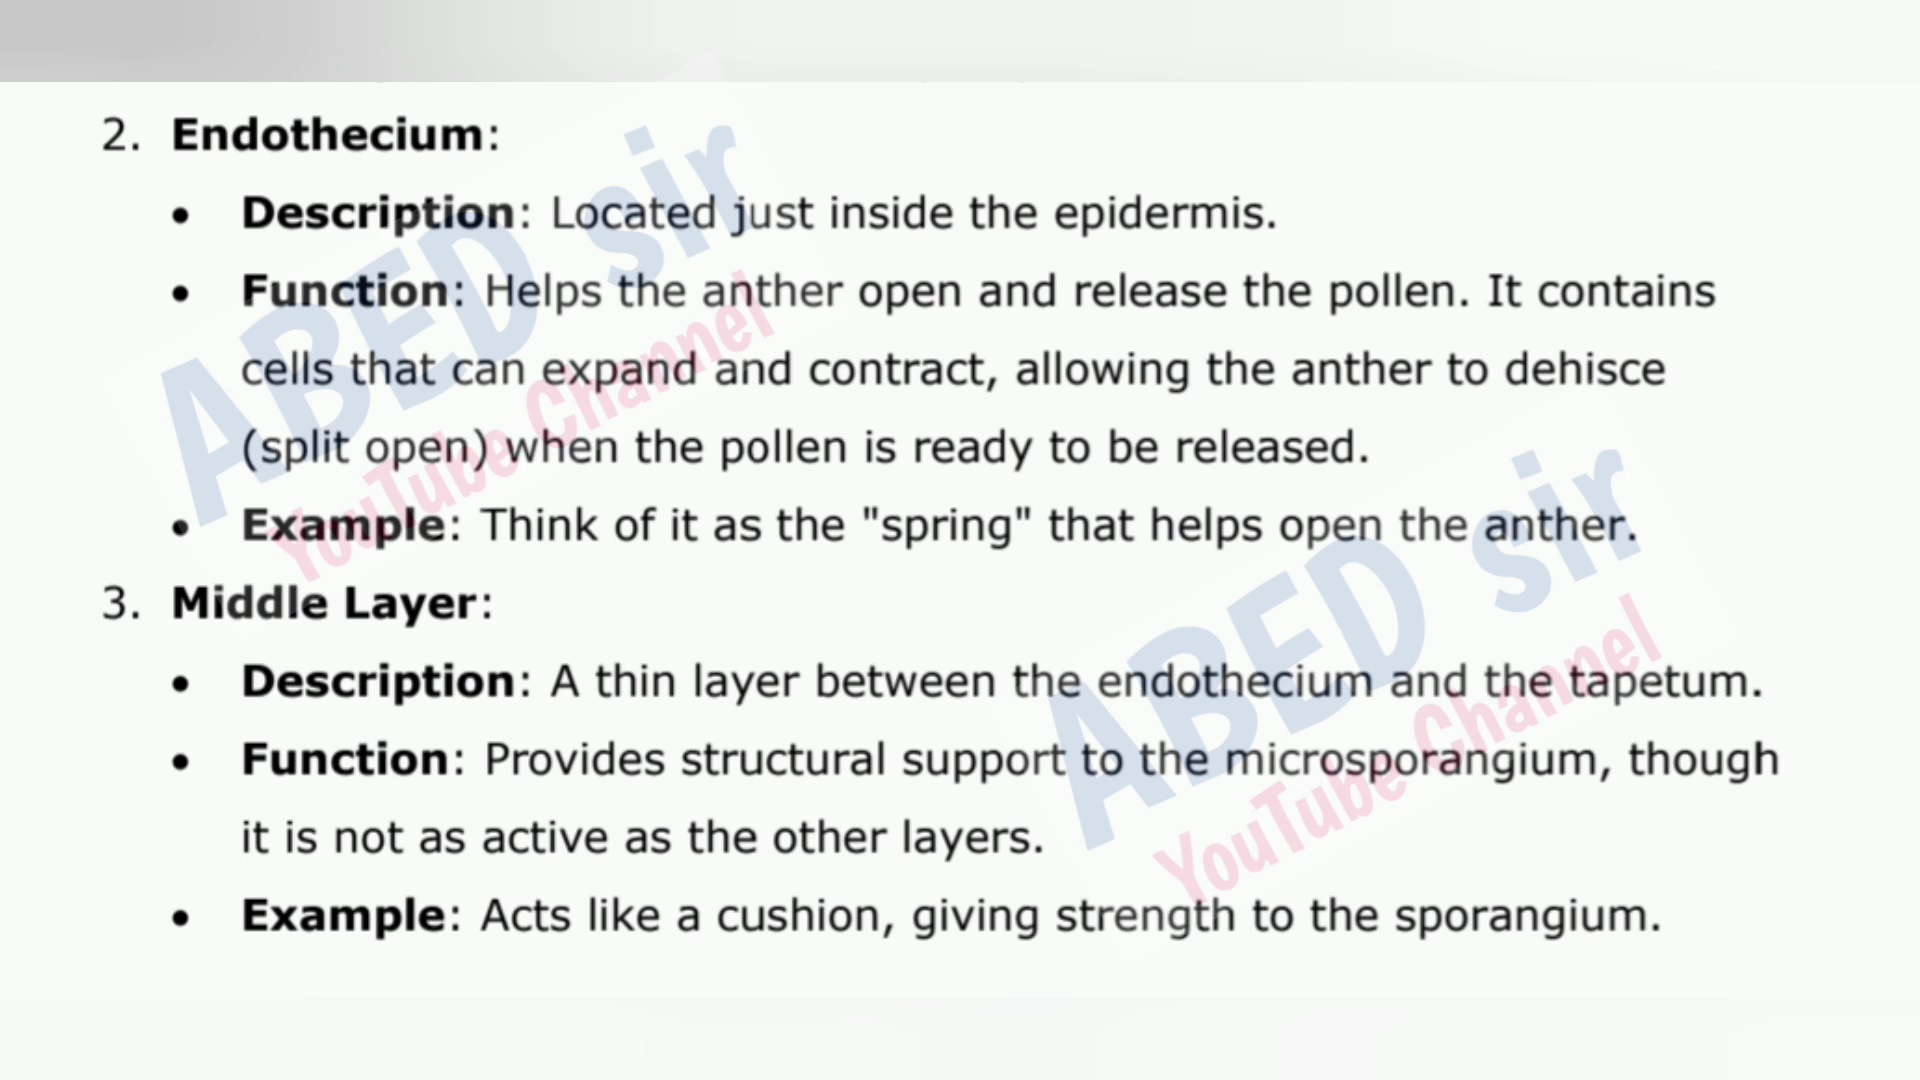 2. Endothecium:
• Description: Located just inside the epidermis.
• Function: Helps the anther open and release the pollen. It contains
cells that can expand and contract, allowing the anther to dehisce
(split open) when the pollen is ready to be released.
• Example: Think of it as the "spring" that helps open the anther.
3. Middle Layer:
• Description: A thin layer between the endothecium and the tapetum.
• Function: Provides structural support to the microsporangium, though
it is not as active as the other layers.
• Example: Acts like a cushion, giving strength to the sporangium.
ABED sir
YouTube Channel
ABED sir
YouTube Channel